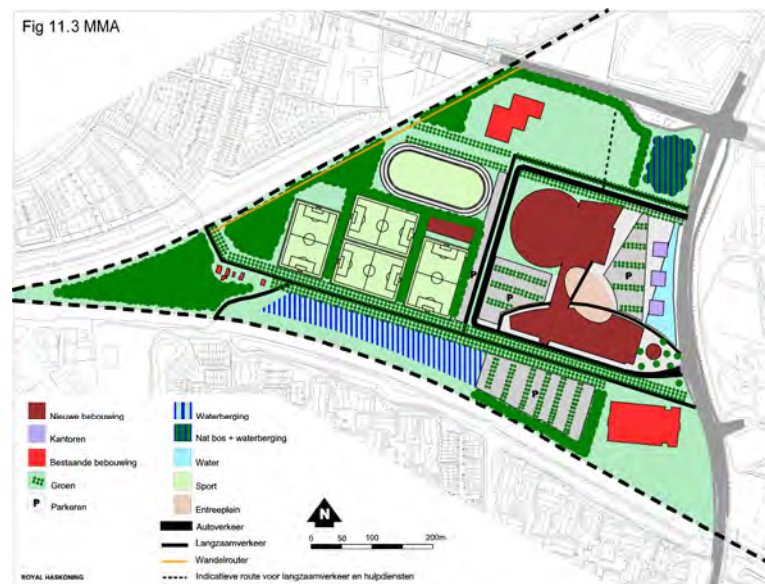 Fig 11.3 MMA
P
P
P
P
Nieuwe bebouwing
Kantoren
Bestaande bebouwing
Groen
P Parkeren
Waterberging
Nat bos + waterberging
Water
Sport
Entreeplein
Autoverkeer
Langzaamverkeer
Wandelrouter
Indicatieve route voor langzaamverkeer en hulpdiensten
N
0 50 100 200m.
ROYAL HASKONING